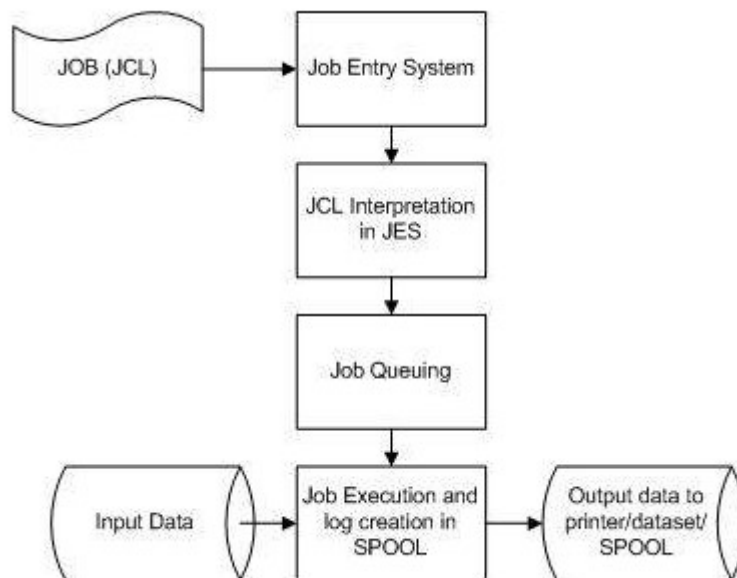 JOB (JCL)
Job Entry System
JCL Interpretation
in JES
Job Queuing
Input Data
Job Execution and
log creation in
SPOOL
Output data to
printer/dataset/
SPOOL